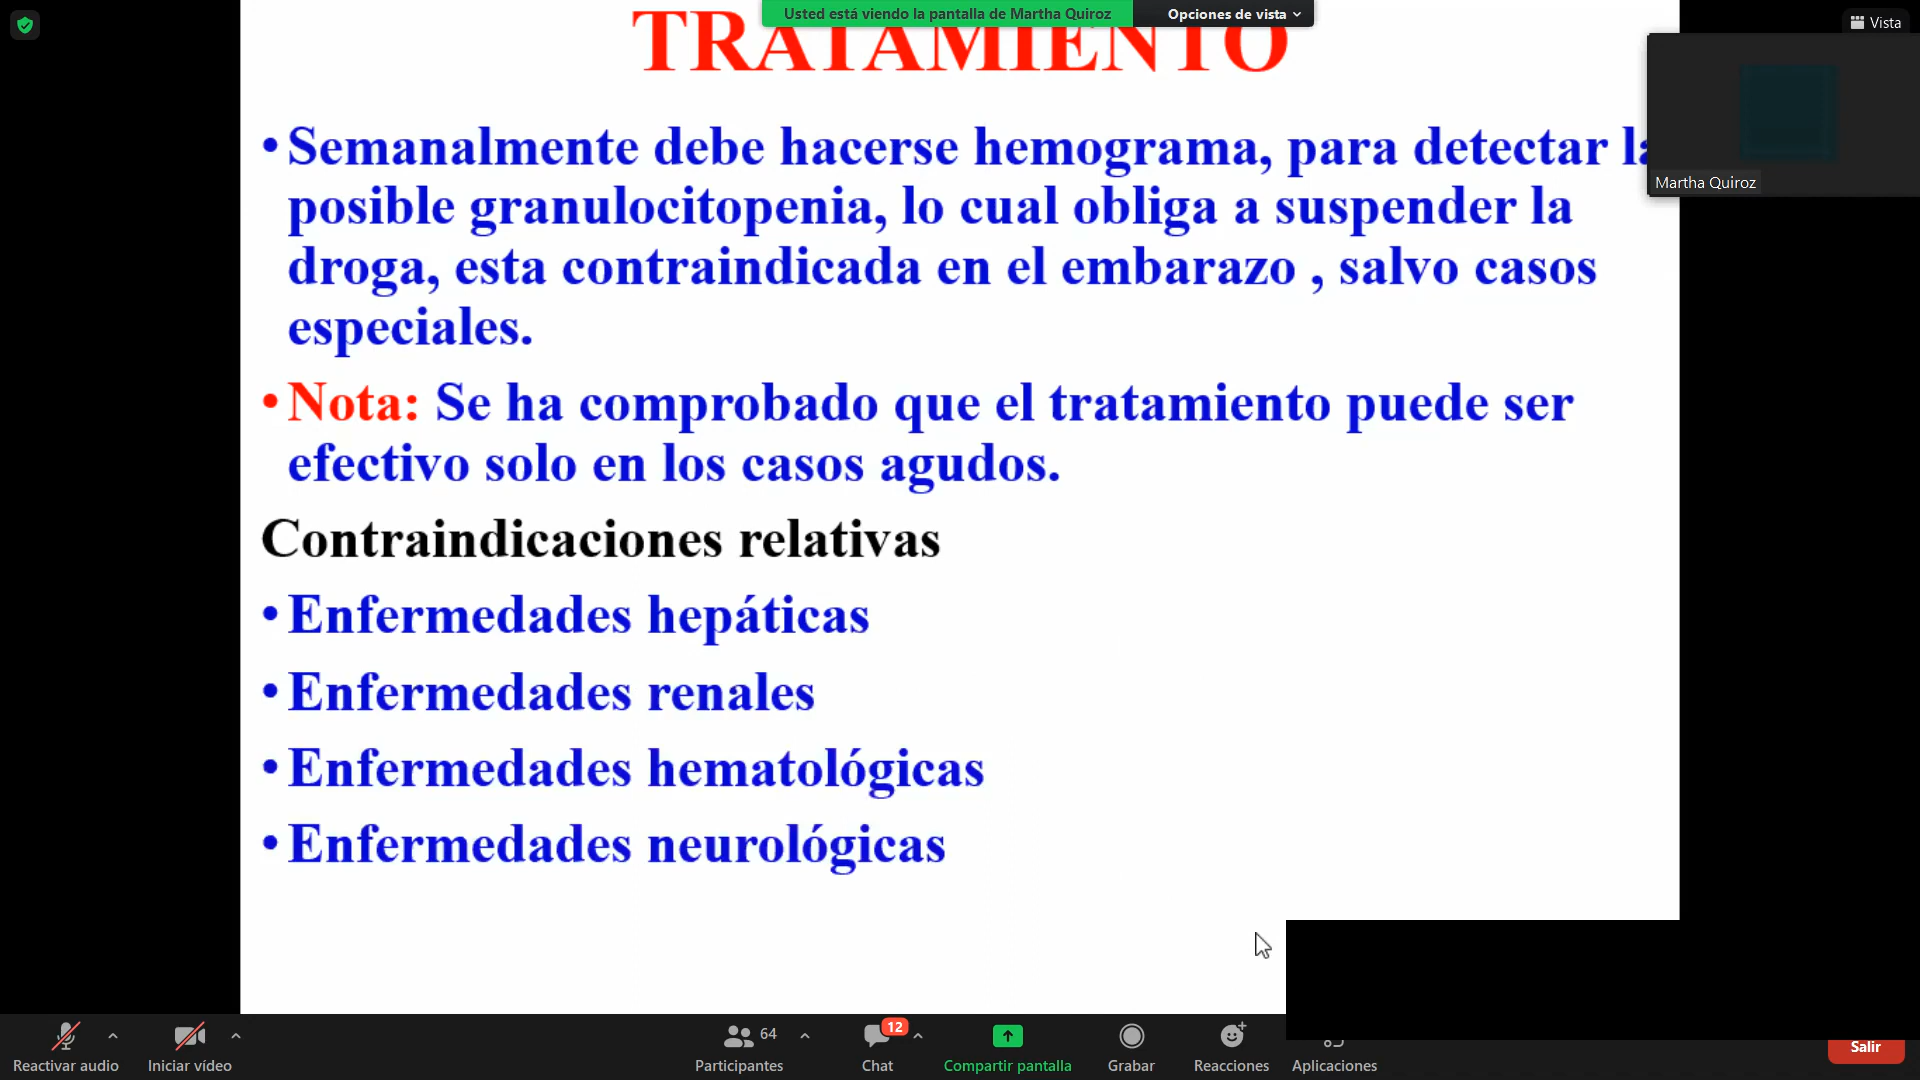 Usted está viendo la pantalla de Martha Quiroz
Opciones de vista
Vista
TRATAMIENTO
Martha Quiroz
• Semanalmente debe hacerse hemograma, para detectar la
posible granulocitopenia, lo cual obliga a suspender la
droga, esta contraindicada en el embarazo , salvo casos
especiales.
• Nota: Se ha comprobado que el tratamiento puede ser
efectivo solo en los casos agudos.
Contraindicaciones relativas
• Enfermedades hepáticas
• Enfermedades renales
• Enfermedades hematológicas
• Enfermedades neurológicas
64
12
Reactivar audio
Iniciar vídeo
Participantes
Chat
Compartir pantalla
Grabar
Reacciones
Aplicaciones
Salir